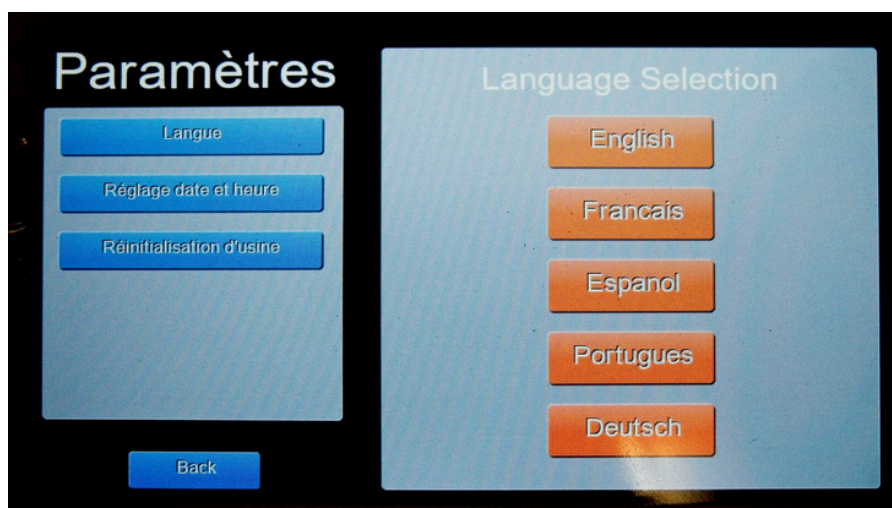 Paramètres
Langue
Réglage date et heure
Réinitialisation d'usine
Back
Language Selection
English
Francais
Espanol
Portugues
Deutsch